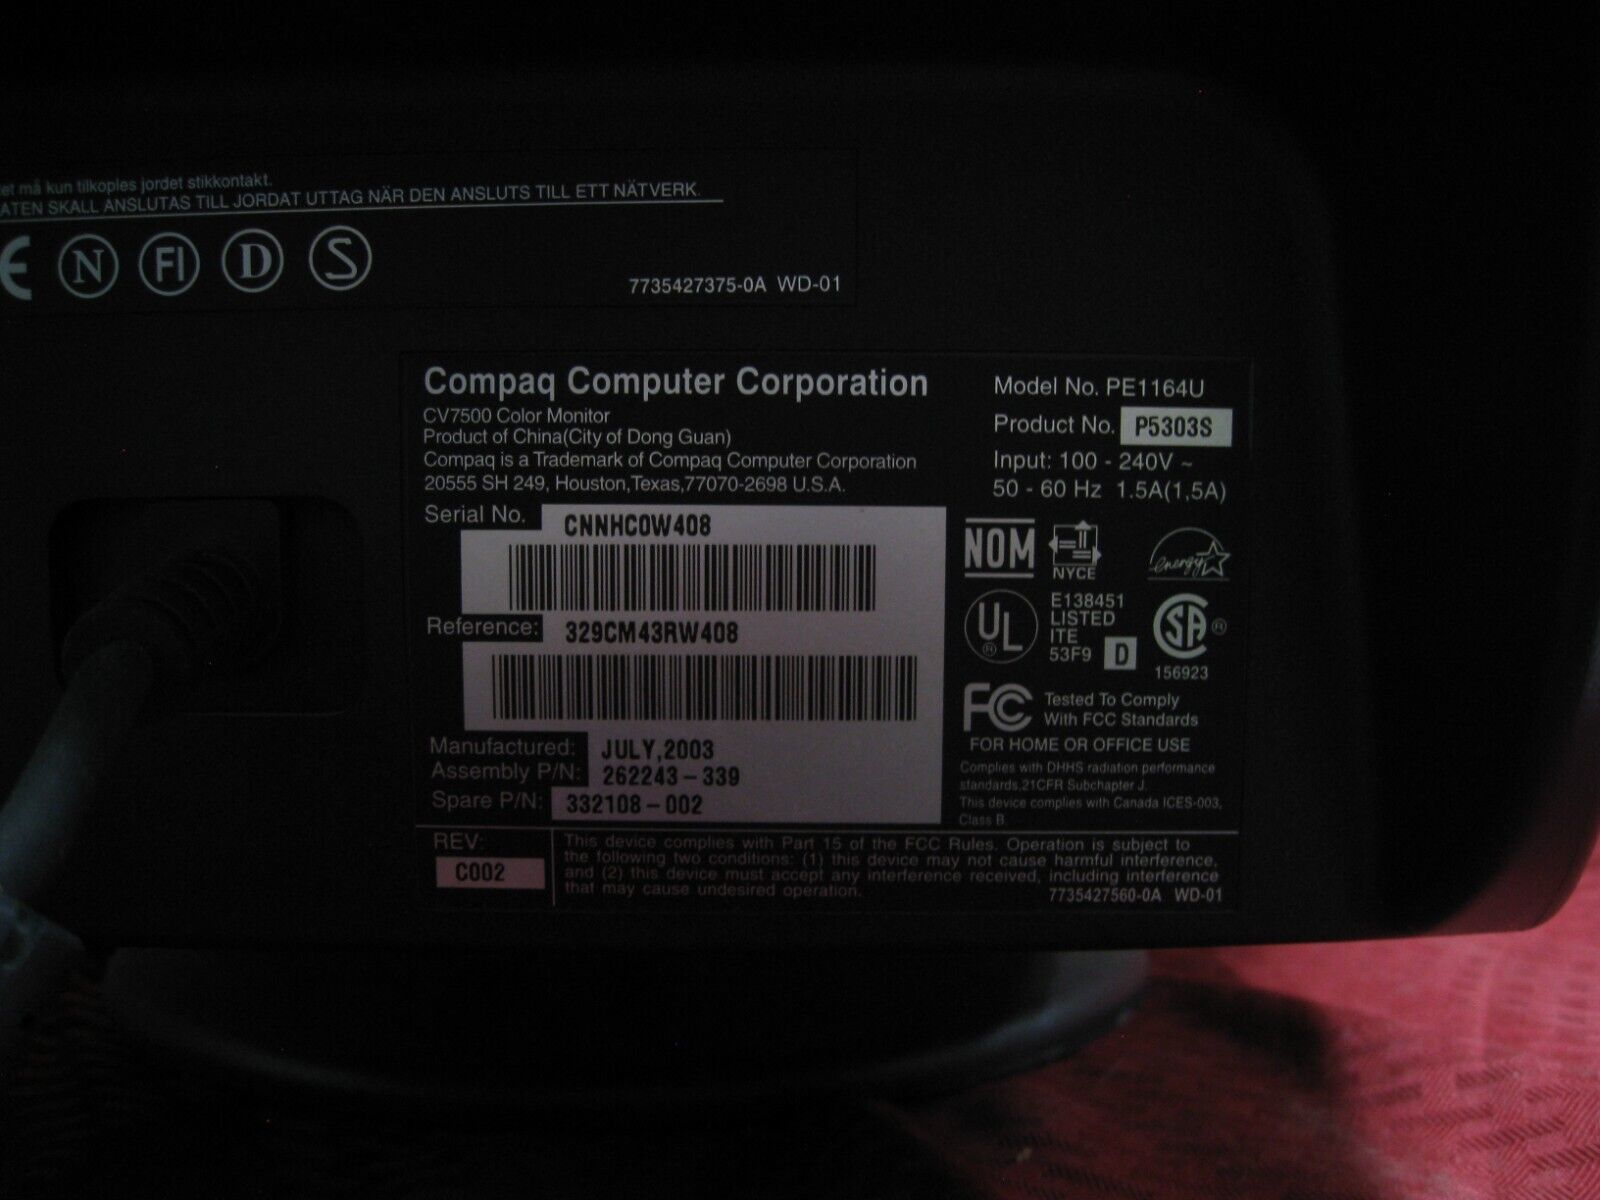 et må kun tilkoples jordet stikkontakt.
ATEN SKALL ANSLUTAS TILL JORDAT UTTAG NÄR DEN ANSLUTS TILL ETT NÄTVERK.
CE N FI D S
7735427375-0A WD-01
Compaq Computer Corporation
CV7500 Color Monitor
Product of China(City of Dong Guan)
Compaq is a Trademark of Compaq Computer Corporation
20555 SH 249, Houston,Texas,77070-2698 U.S.A.
Serial No. CNNHC0W408
Reference: 329CM43RW408
Manufactured: JULY,2003
Assembly P/N: 262243-339
Spare P/N: 332108-002
Model No. PE1164U
Product No. P5303S
Input: 100 - 240V ~
50 - 60 Hz 1.5A(1,5A)
NOM
NYCE
energy
UL ®
E138451
LISTED
ITE
53F9 D
SA ®
156923
FC Tested To Comply
With FCC Standards
FOR HOME OR OFFICE USE
Complies with DHHS radiation performance
standards.21CFR Subchapter J.
This device complies with Canada ICES-003,
Class B.
REV:
C002
This device complies with Part 15 of the FCC Rules. Operation is subject to
the following two conditions: (1) this device may not cause harmful interference,
and (2) this device must accept any interference received, including interference
that may cause undesired operation.
7735427560-0A WD-01